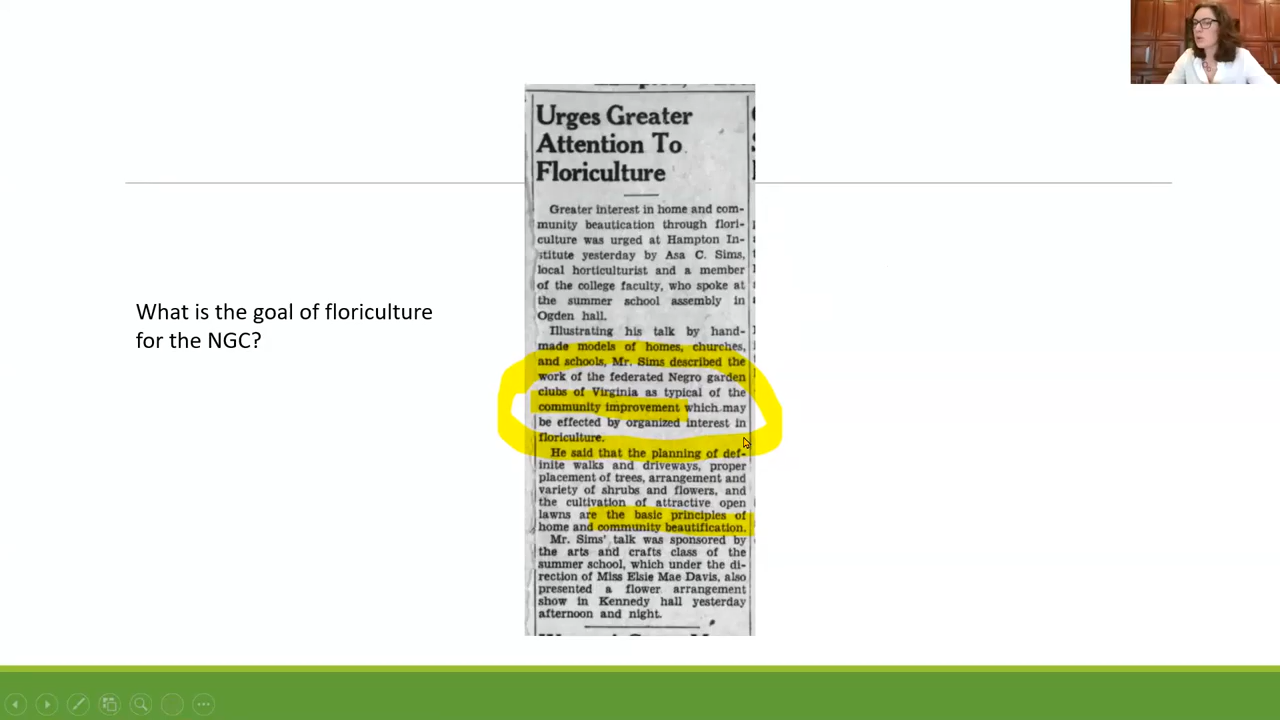 Urges Greater
Attention To
Floriculture
Greater interest in home and com-
munity beautication through flori-
culture was urged at Hampton In-
stitute yesterday by Asa C. Sims,
local horticulturist and a member
of the college faculty, who spoke at
the summer school assembly in
Ogden hall.
Illustrating his talk by hand-
made models of homes, churches,
and schools, Mr. Sims described the
work of the federated Negro garden
clubs of Virginia as typical of the
community improvement which may
be effected by organized interest in
floriculture.
He said that the planning of def-
inite walks and driveways, proper
placement of trees, arrangement and
variety of shrubs and flowers, and
the cultivation of attractive open
lawns are the basic principles of
home and community beautification.
Mr. Sims' talk was sponsored by
the arts and crafts class of the
summer school, which under the di-
rection of Miss Elsie Mae Davis, also
presented a flower arrangement
show in Kennedy hall yesterday
afternoon and night.
What is the goal of floriculture
for the NGC?